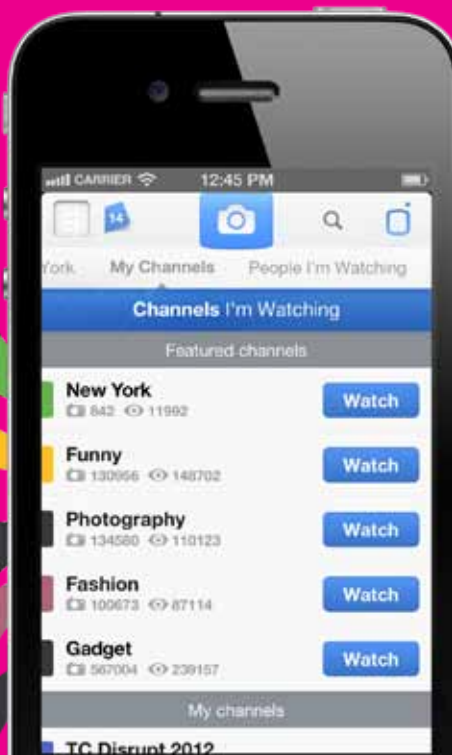 CARRIER 12:45 PM
14
York My Channels People I'm Watching
Channels I'm Watching
Featured channels
New York
842 11992
Watch
Funny
130956 148702
Watch
Photography
134580 110123
Watch
Fashion
100673 87114
Watch
Gadget
567004 239157
Watch
My channels
TC Disrupt 2012